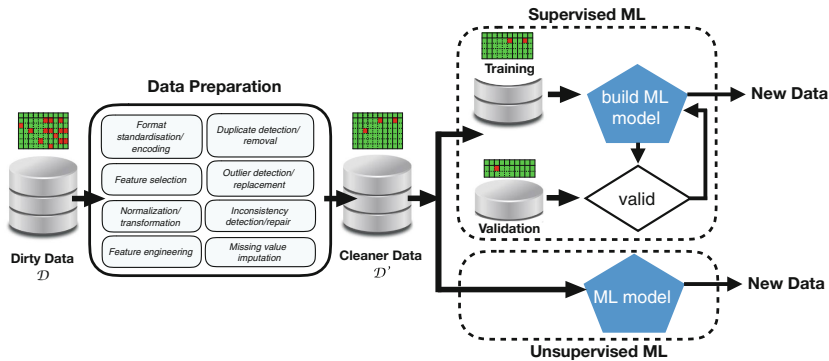 Supervised ML
Data Preparation
Format
standardisation/
encoding
Duplicate detection/
removal
Feature selection
Outlier detection/
replacement
Normalization/
transformation
Inconsistency
detection/repair
Feature engineering
Missing value
imputation
Dirty Data
𝒟
Cleaner Data
𝒟'
Training
build ML
model
New Data
valid
Validation
ML model
New Data
Unsupervised ML